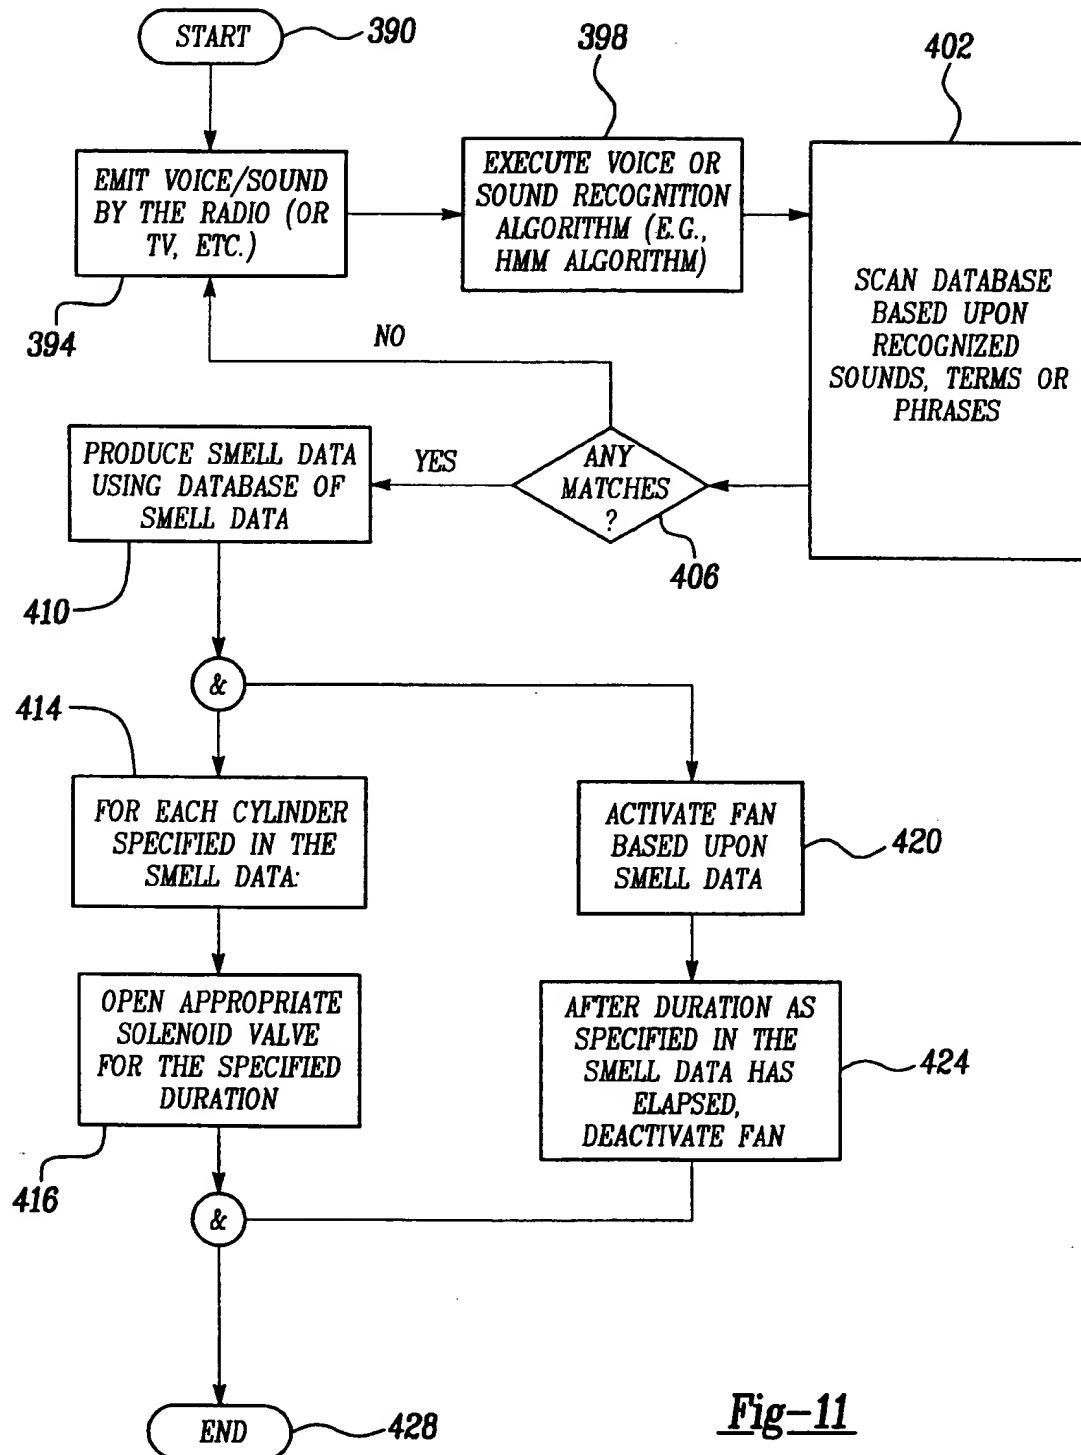 START
390
398
402
EMIT VOICE/SOUND
BY THE RADIO (OR
TV, ETC.)
394
EXECUTE VOICE OR
SOUND RECOGNITION
ALGORITHM (E.G.,
HMM ALGORITHM)
SCAN DATABASE
BASED UPON
RECOGNIZED
SOUNDS, TERMS OR
PHRASES
NO
PRODUCE SMELL DATA
USING DATABASE OF
SMELL DATA
YES
ANY
MATCHES
?
406
410
&
414
FOR EACH CYLINDER
SPECIFIED IN THE
SMELL DATA:
ACTIVATE FAN
BASED UPON
SMELL DATA
420
OPEN APPROPRIATE
SOLENOID VALVE
FOR THE SPECIFIED
DURATION
416
AFTER DURATION AS
SPECIFIED IN THE
SMELL DATA HAS
ELAPSED,
DEACTIVATE FAN
424
&
END
428
Fig-11